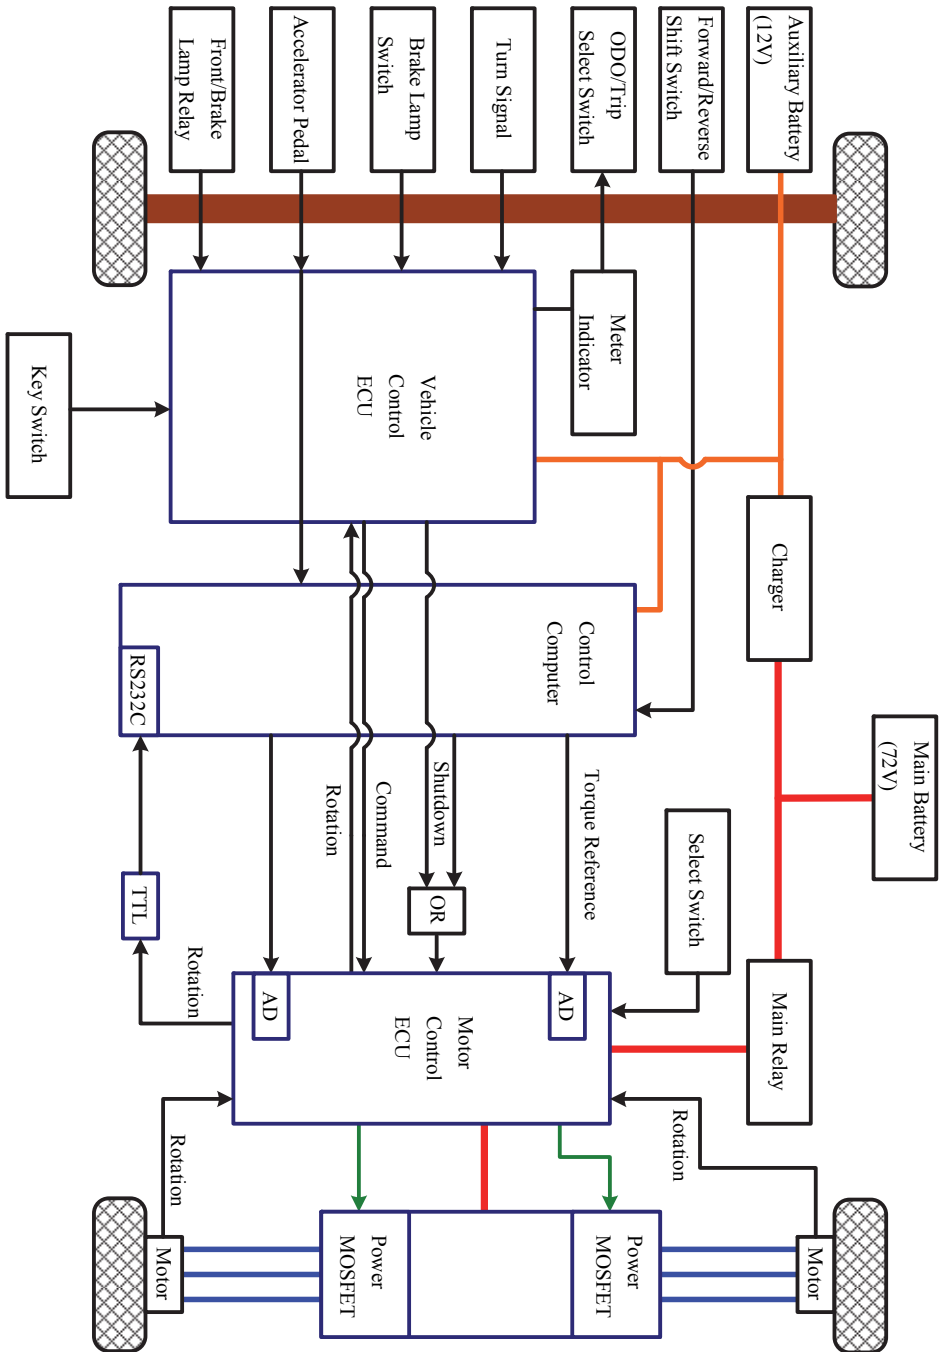 Front/Brake
Lamp Relay
Accelerator Pedal
Brake Lamp
Switch
Turn Signal
ODO/Trip
Select Switch
Forward/Reverse
Shift Switch
Auxiliary Battery
(12V)
Key Switch
Vehicle
Control
ECU
Meter
Indicator
Charger
Control
Computer
RS232C
Main Battery
(72V)
Rotation
Command
Shutdown
Torque Reference
Select Switch
TTL
OR
Rotation
AD
Motor
Control
ECU
AD
Main Relay
Rotation
Rotation
Motor
Power
MOSFET
Power
MOSFET
Motor